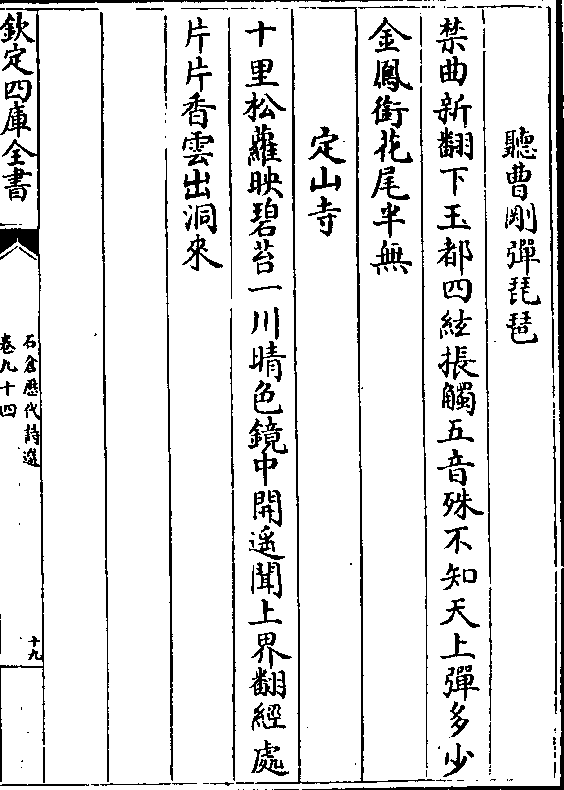 聽曹剛彈琵琶
禁曲新翻下玉都四絃掁觸五音殊不知天上彈多少
金鳳銜花尾半無
定山寺
十里松蘿映碧苔一川晴色鏡中開遥聞上界翻經處
片片香雲出洞來
欽定四庫全書
石倉歷代詩選
卷九十四
十九